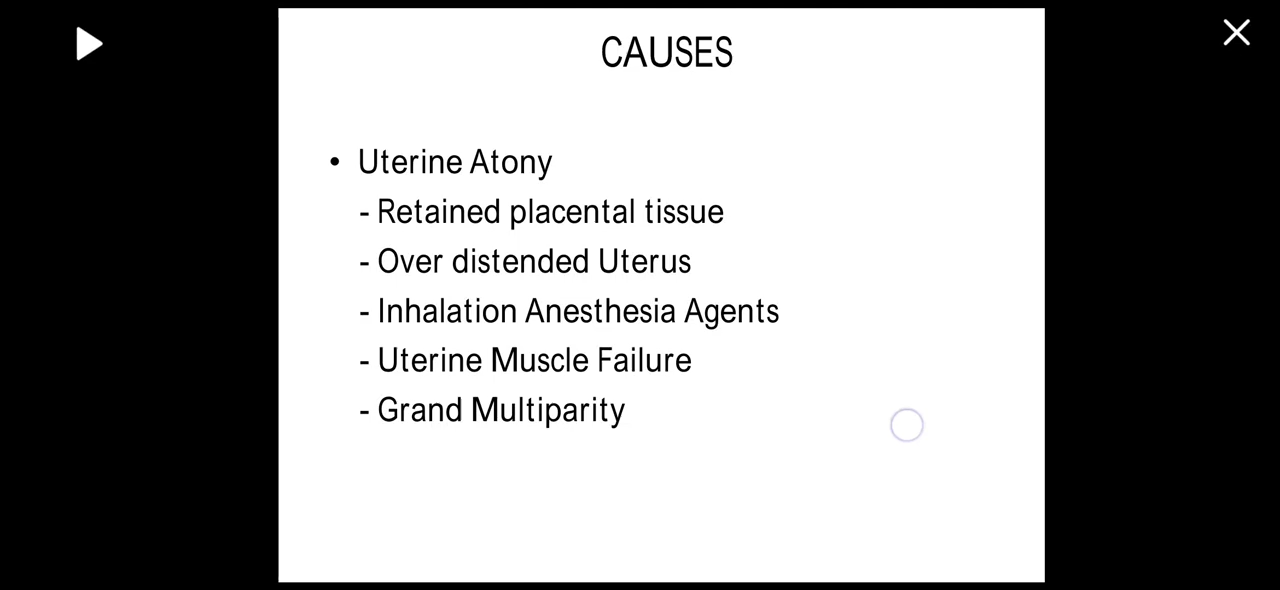 CAUSES
• Uterine Atony
- Retained placental tissue
- Over distended Uterus
- Inhalation Anesthesia Agents
- Uterine Muscle Failure
- Grand Multiparity